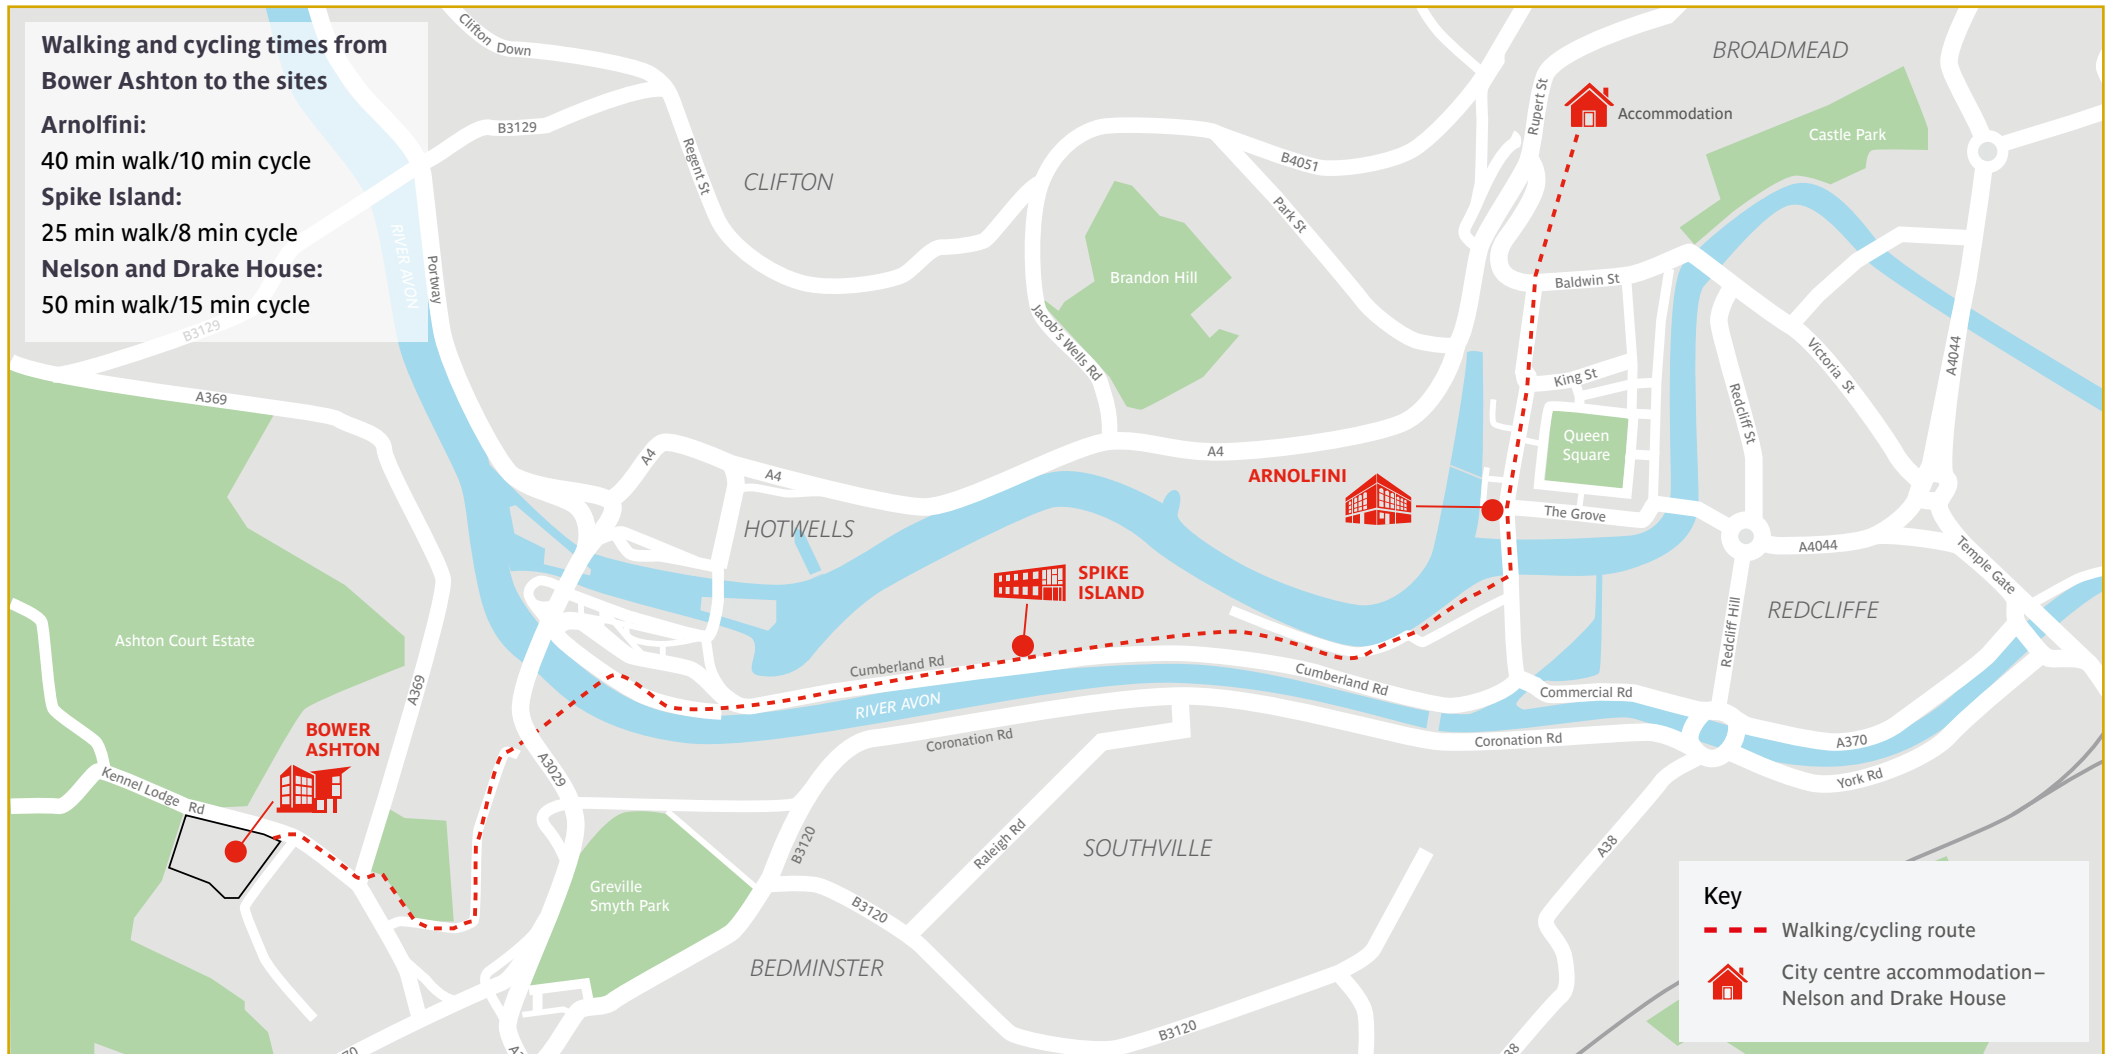 Walking and cycling times from
Bower Ashton to the sites
Arnolfini:
40 min walk/10 min cycle
Spike Island:
25 min walk/8 min cycle
Nelson and Drake House:
50 min walk/15 min cycle
Clifton Down
B3129
Regent St
CLIFTON
RIVER AVON
Portway
B3129
A369
B4051
Park St
Brandon Hill
Jacob's Wells Rd
Rupert St
Accommodation
BROADMEAD
Castle Park
Baldwin St
King St
Queen
Square
The Grove
Redcliff St
Victoria St
A4044
A4
A4
A4
HOTWELLS
ARNOLFINI
SPIKE
ISLAND
A4044
Temple Gate
REDCLIFFE
Redcliff Hill
Ashton Court Estate
A369
Cumberland Rd
Cumberland Rd
RIVER AVON
Commercial Rd
Coronation Rd
Coronation Rd
A370
York Rd
BOWER
ASHTON
Kennel Lodge Rd
A3029
B3120
Raleigh Rd
SOUTHVILLE
A38
Greville
Smyth Park
B3120
BEDMINSTER
B3120
Key
Walking/cycling route
City centre accommodation–
Nelson and Drake House